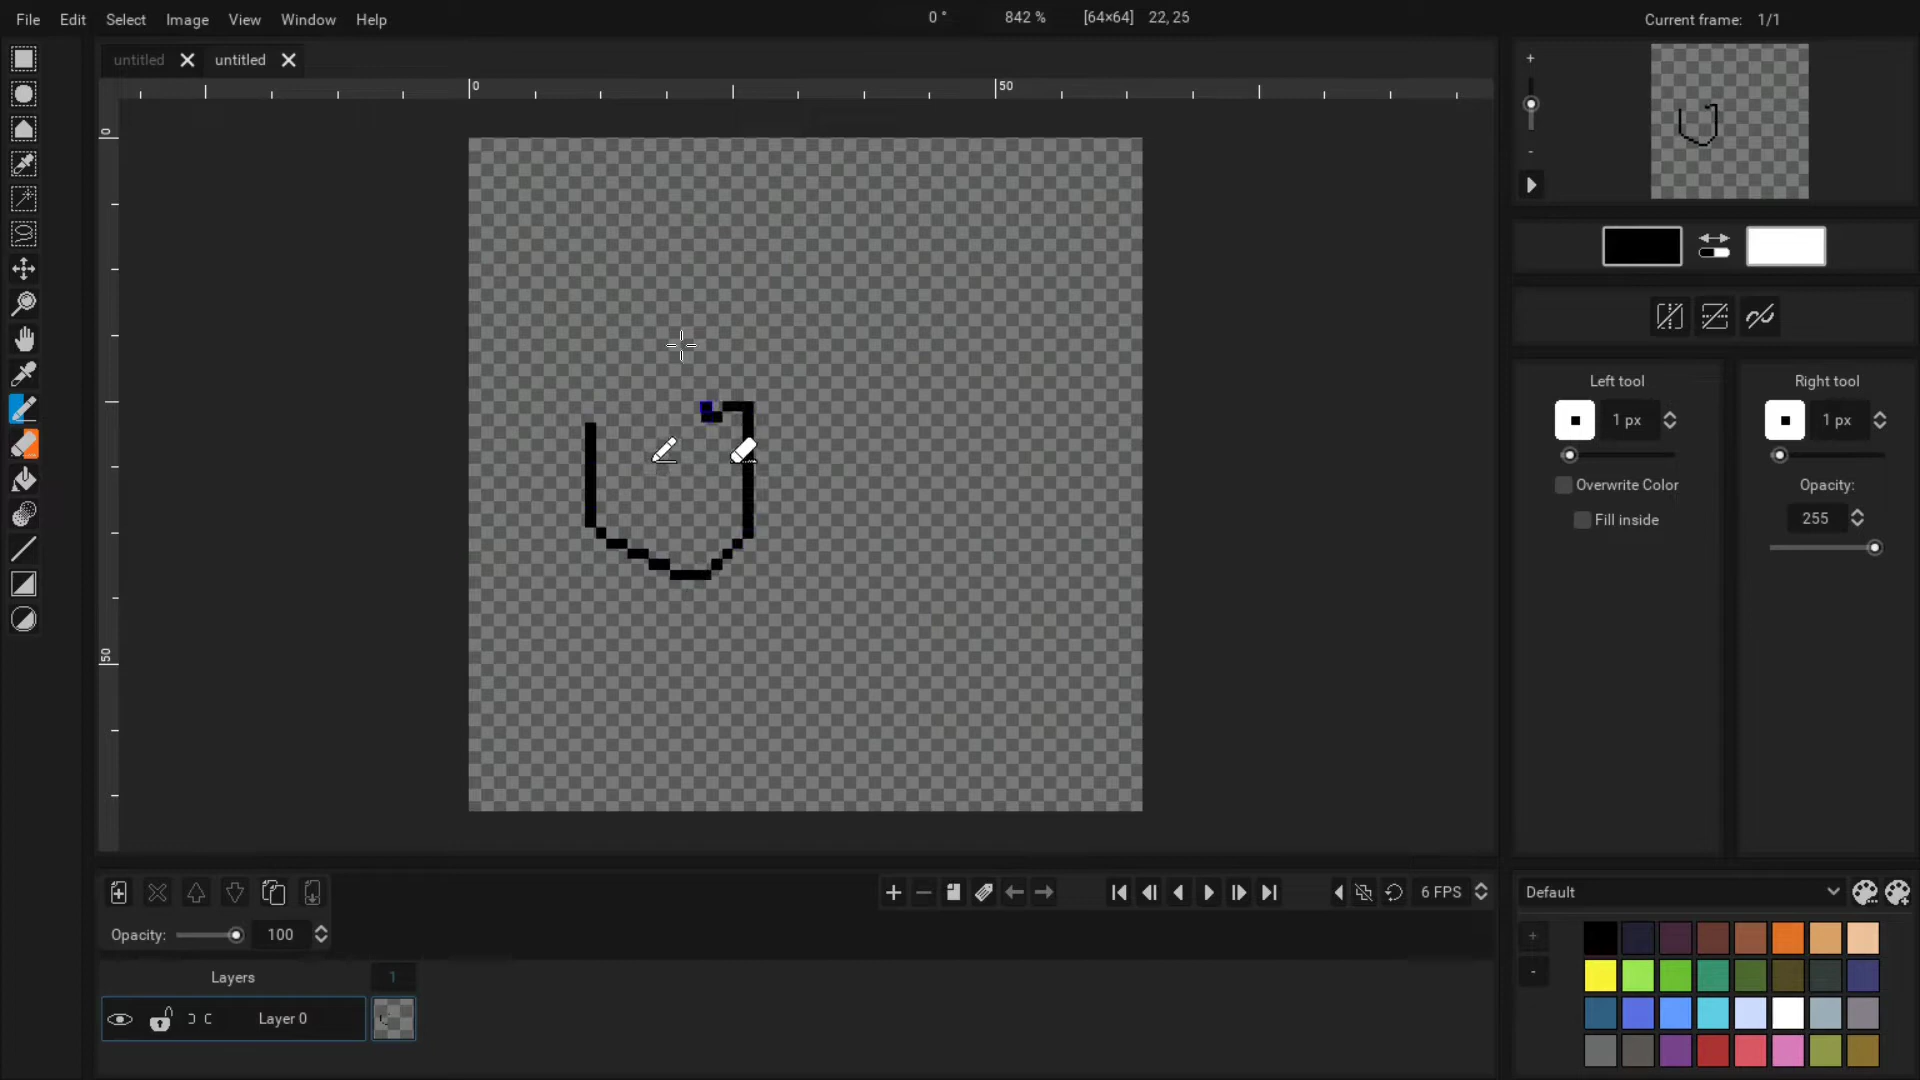 File Edit Select Image View Window Help
0 ° 842 % [64×64] 22, 25
Current frame: 1/1
untitled untitled
0 50
0
50
+
-
Left tool Right tool
1 px 1 px
Overwrite Color
Fill inside
Opacity:
255
Opacity: 100
6 FPS
Default
+
-
Layers 1
Layer 0